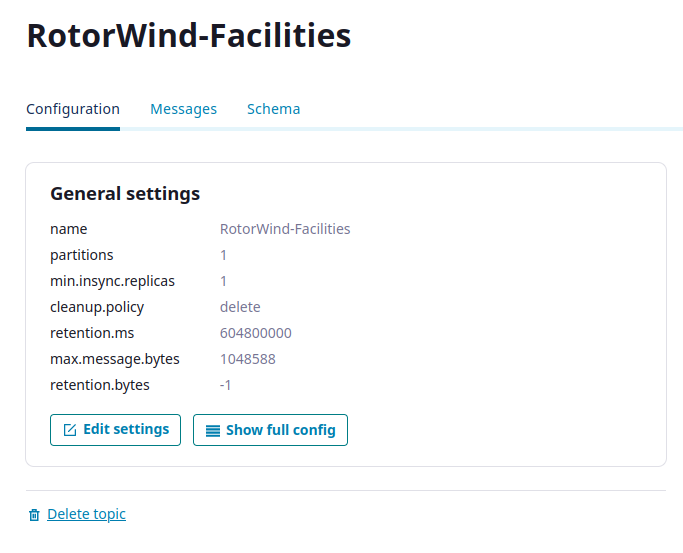 RotorWind-Facilities
Configuration Messages Schema
General settings
name RotorWind-Facilities
partitions 1
min.insync.replicas 1
cleanup.policy delete
retention.ms 604800000
max.message.bytes 1048588
retention.bytes -1
Edit settings Show full config
Delete topic